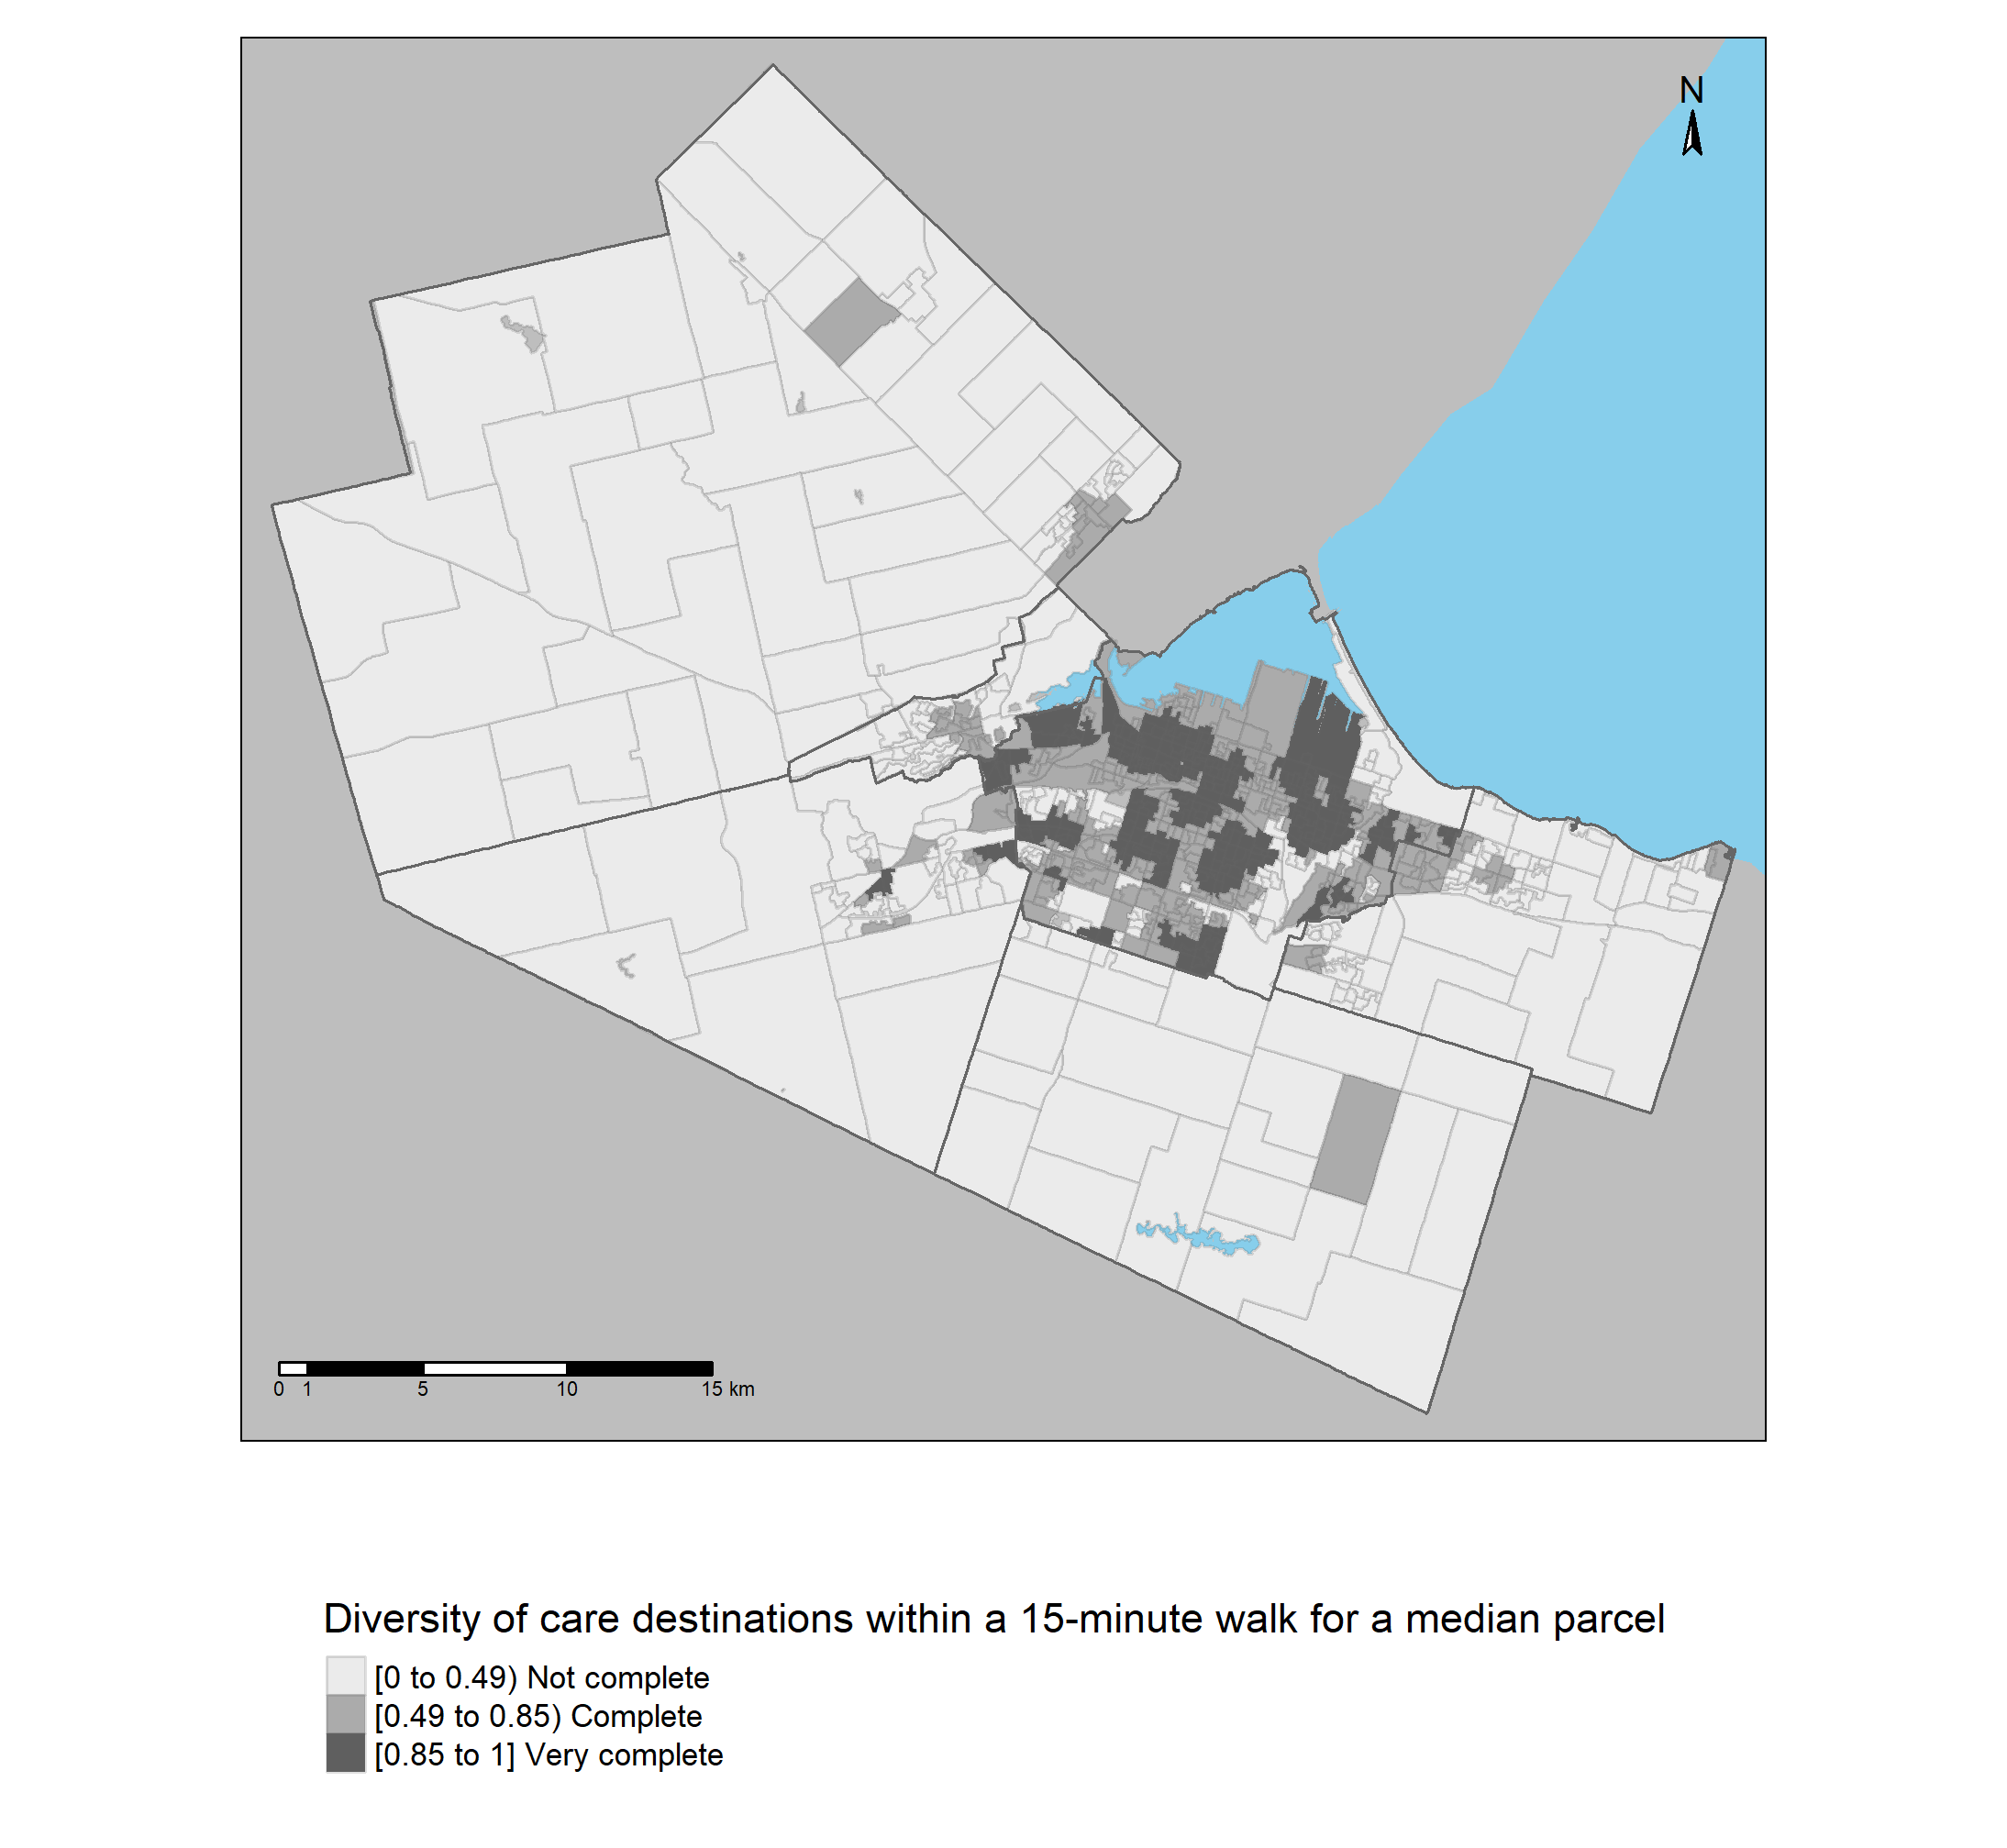 N
0 1 5 10 15 km
Diversity of care destinations within a 15-minute walk for a median parcel
[0 to 0.49) Not complete
[0.49 to 0.85) Complete
[0.85 to 1] Very complete